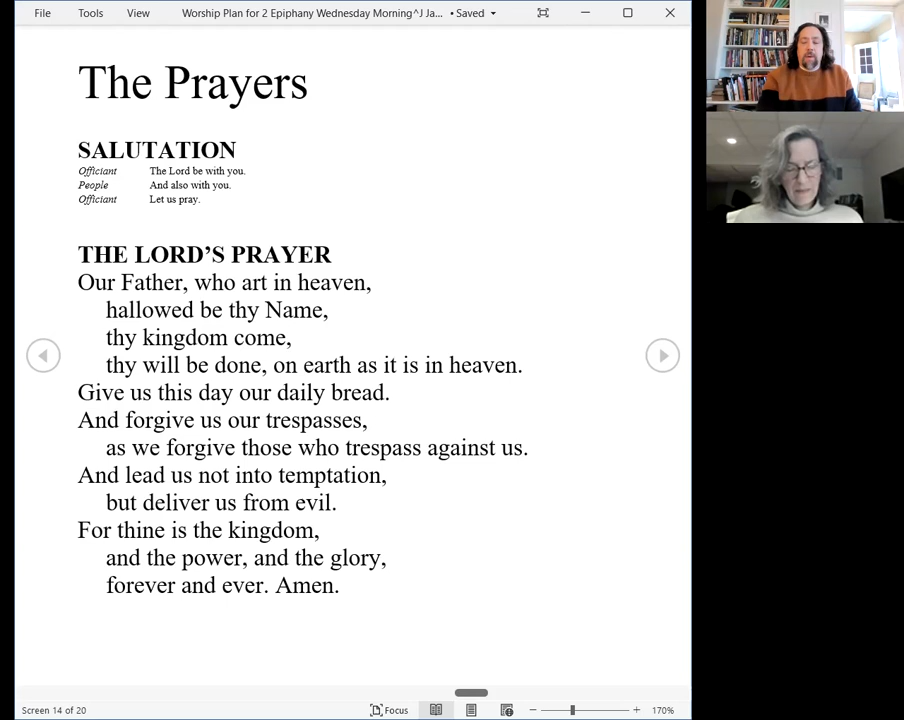 File Tools View Worship Plan for 2 Epiphany Wednesday Morning^J Ja... • Saved
The Prayers
SALUTATION
Officiant The Lord be with you.
People And also with you.
Officiant Let us pray.
THE LORD’S PRAYER
Our Father, who art in heaven,
hallowed be thy Name,
thy kingdom come,
thy will be done, on earth as it is in heaven.
Give us this day our daily bread.
And forgive us our trespasses,
as we forgive those who trespass against us.
And lead us not into temptation,
but deliver us from evil.
For thine is the kingdom,
and the power, and the glory,
forever and ever. Amen.
Screen 14 of 20 Focus 170%